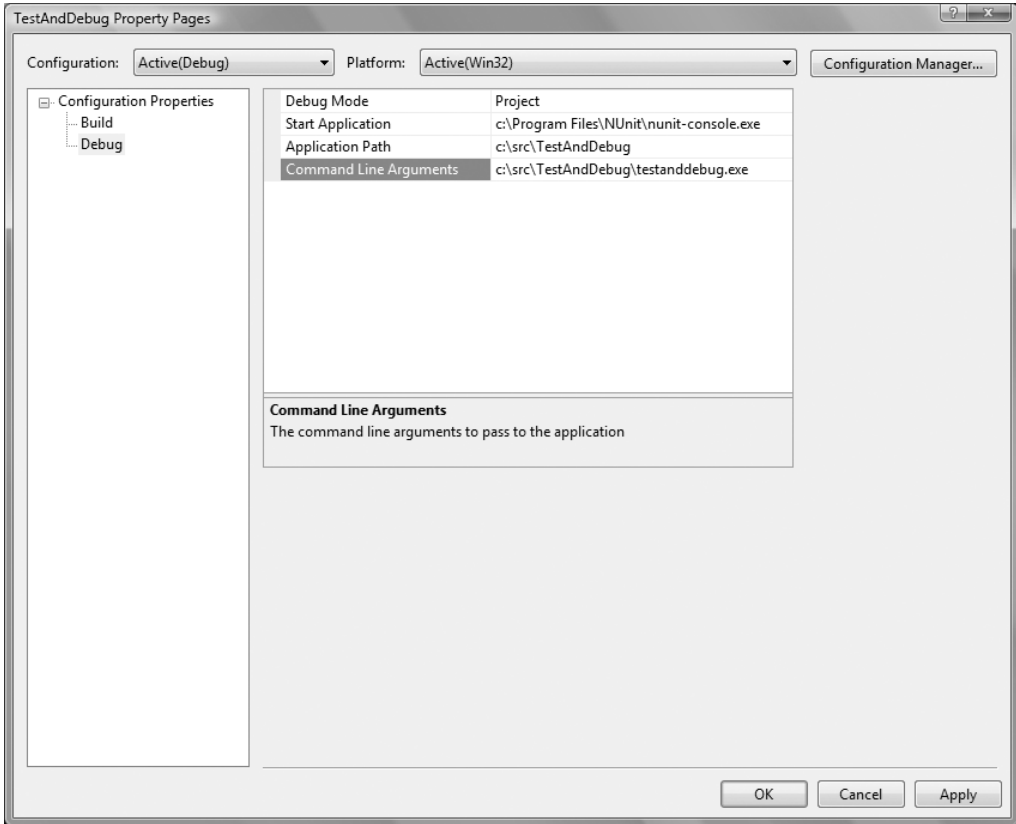 TestAndDebug Property Pages
Configuration: Active(Debug) Platform: Active(Win32) Configuration Manager...
Configuration Properties
Build
Debug
Debug Mode Project
Start Application c:\Program Files\NUnit\nunit-console.exe
Application Path c:\src\TestAndDebug
Command Line Arguments c:\src\TestAndDebug\testanddebug.exe
Command Line Arguments
The command line arguments to pass to the application
OK Cancel Apply